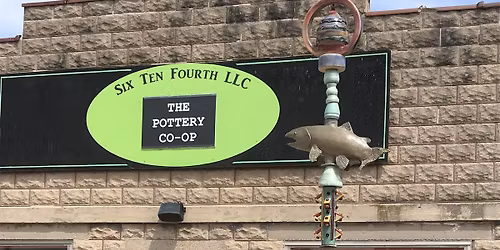 Six Ten Fourth LLC
THE
POTTERY
CO-OP